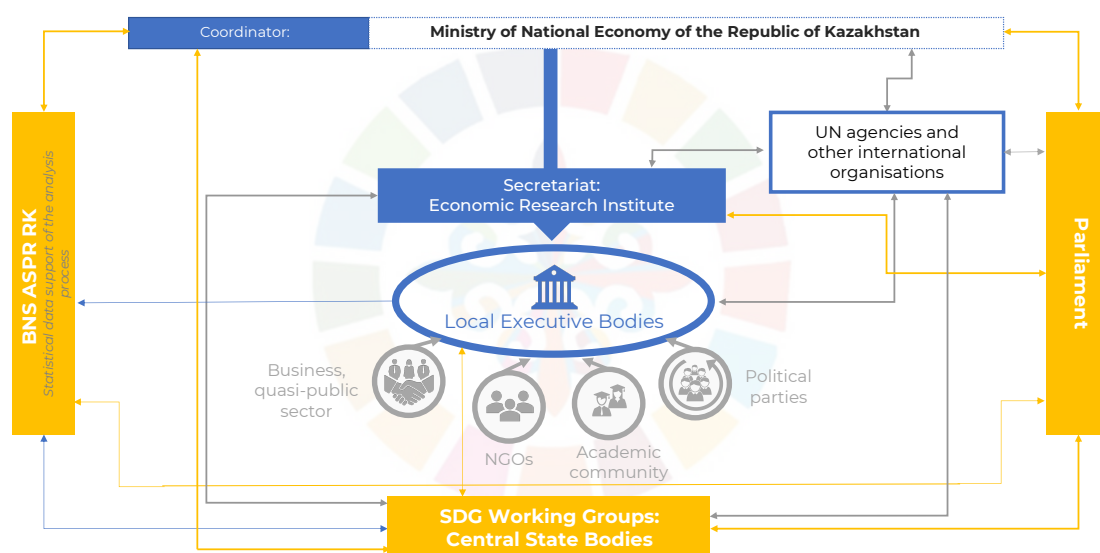 Coordinator:
Ministry of National Economy of the Republic of Kazakhstan
UN agencies and
other international
organisations
Secretariat:
Economic Research Institute
BNS ASPR RK
Statistical data support of the analysis
process
Parliament
Local Executive Bodies
Business,
quasi-public
sector
NGOs
Academic
community
Political
parties
SDG Working Groups:
Central State Bodies